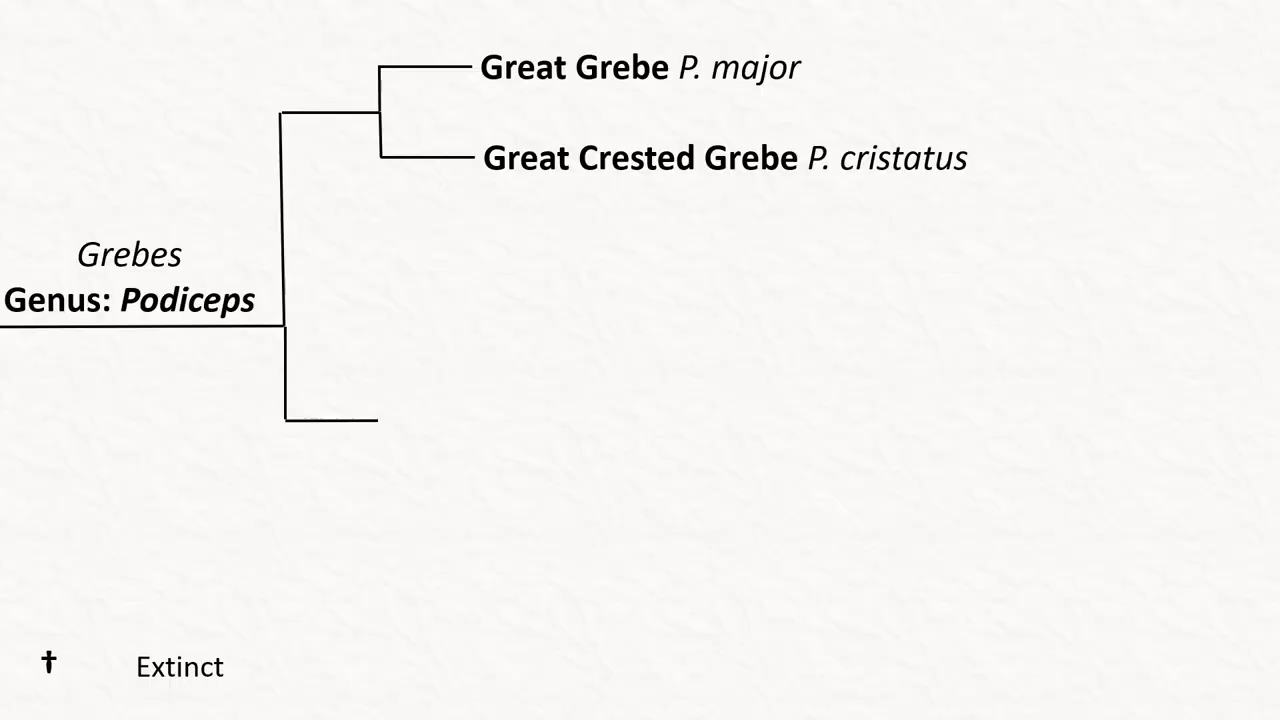 Great Grebe P. major
Great Crested Grebe P. cristatus
Grebes
Genus: Podiceps
† Extinct